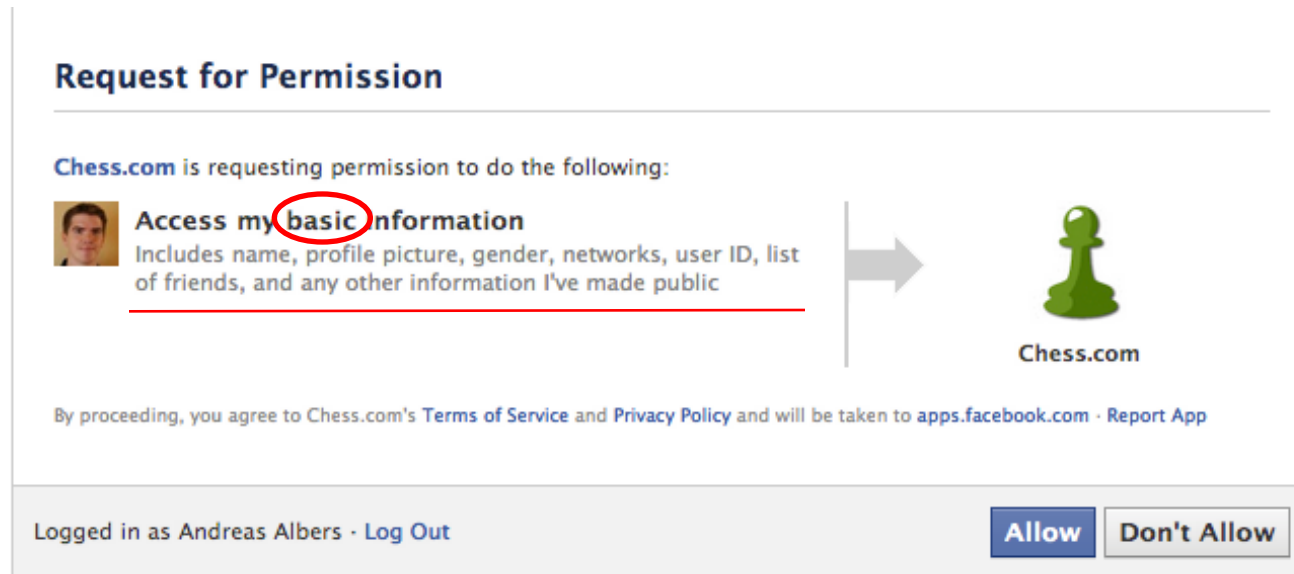 Request for Permission
Chess.com is requesting permission to do the following:
Access my basic information
Includes name, profile picture, gender, networks, user ID, list
of friends, and any other information I've made public
Chess.com
By proceeding, you agree to Chess.com's Terms of Service and Privacy Policy and will be taken to apps.facebook.com · Report App
Logged in as Andreas Albers · Log Out
Allow
Don't Allow